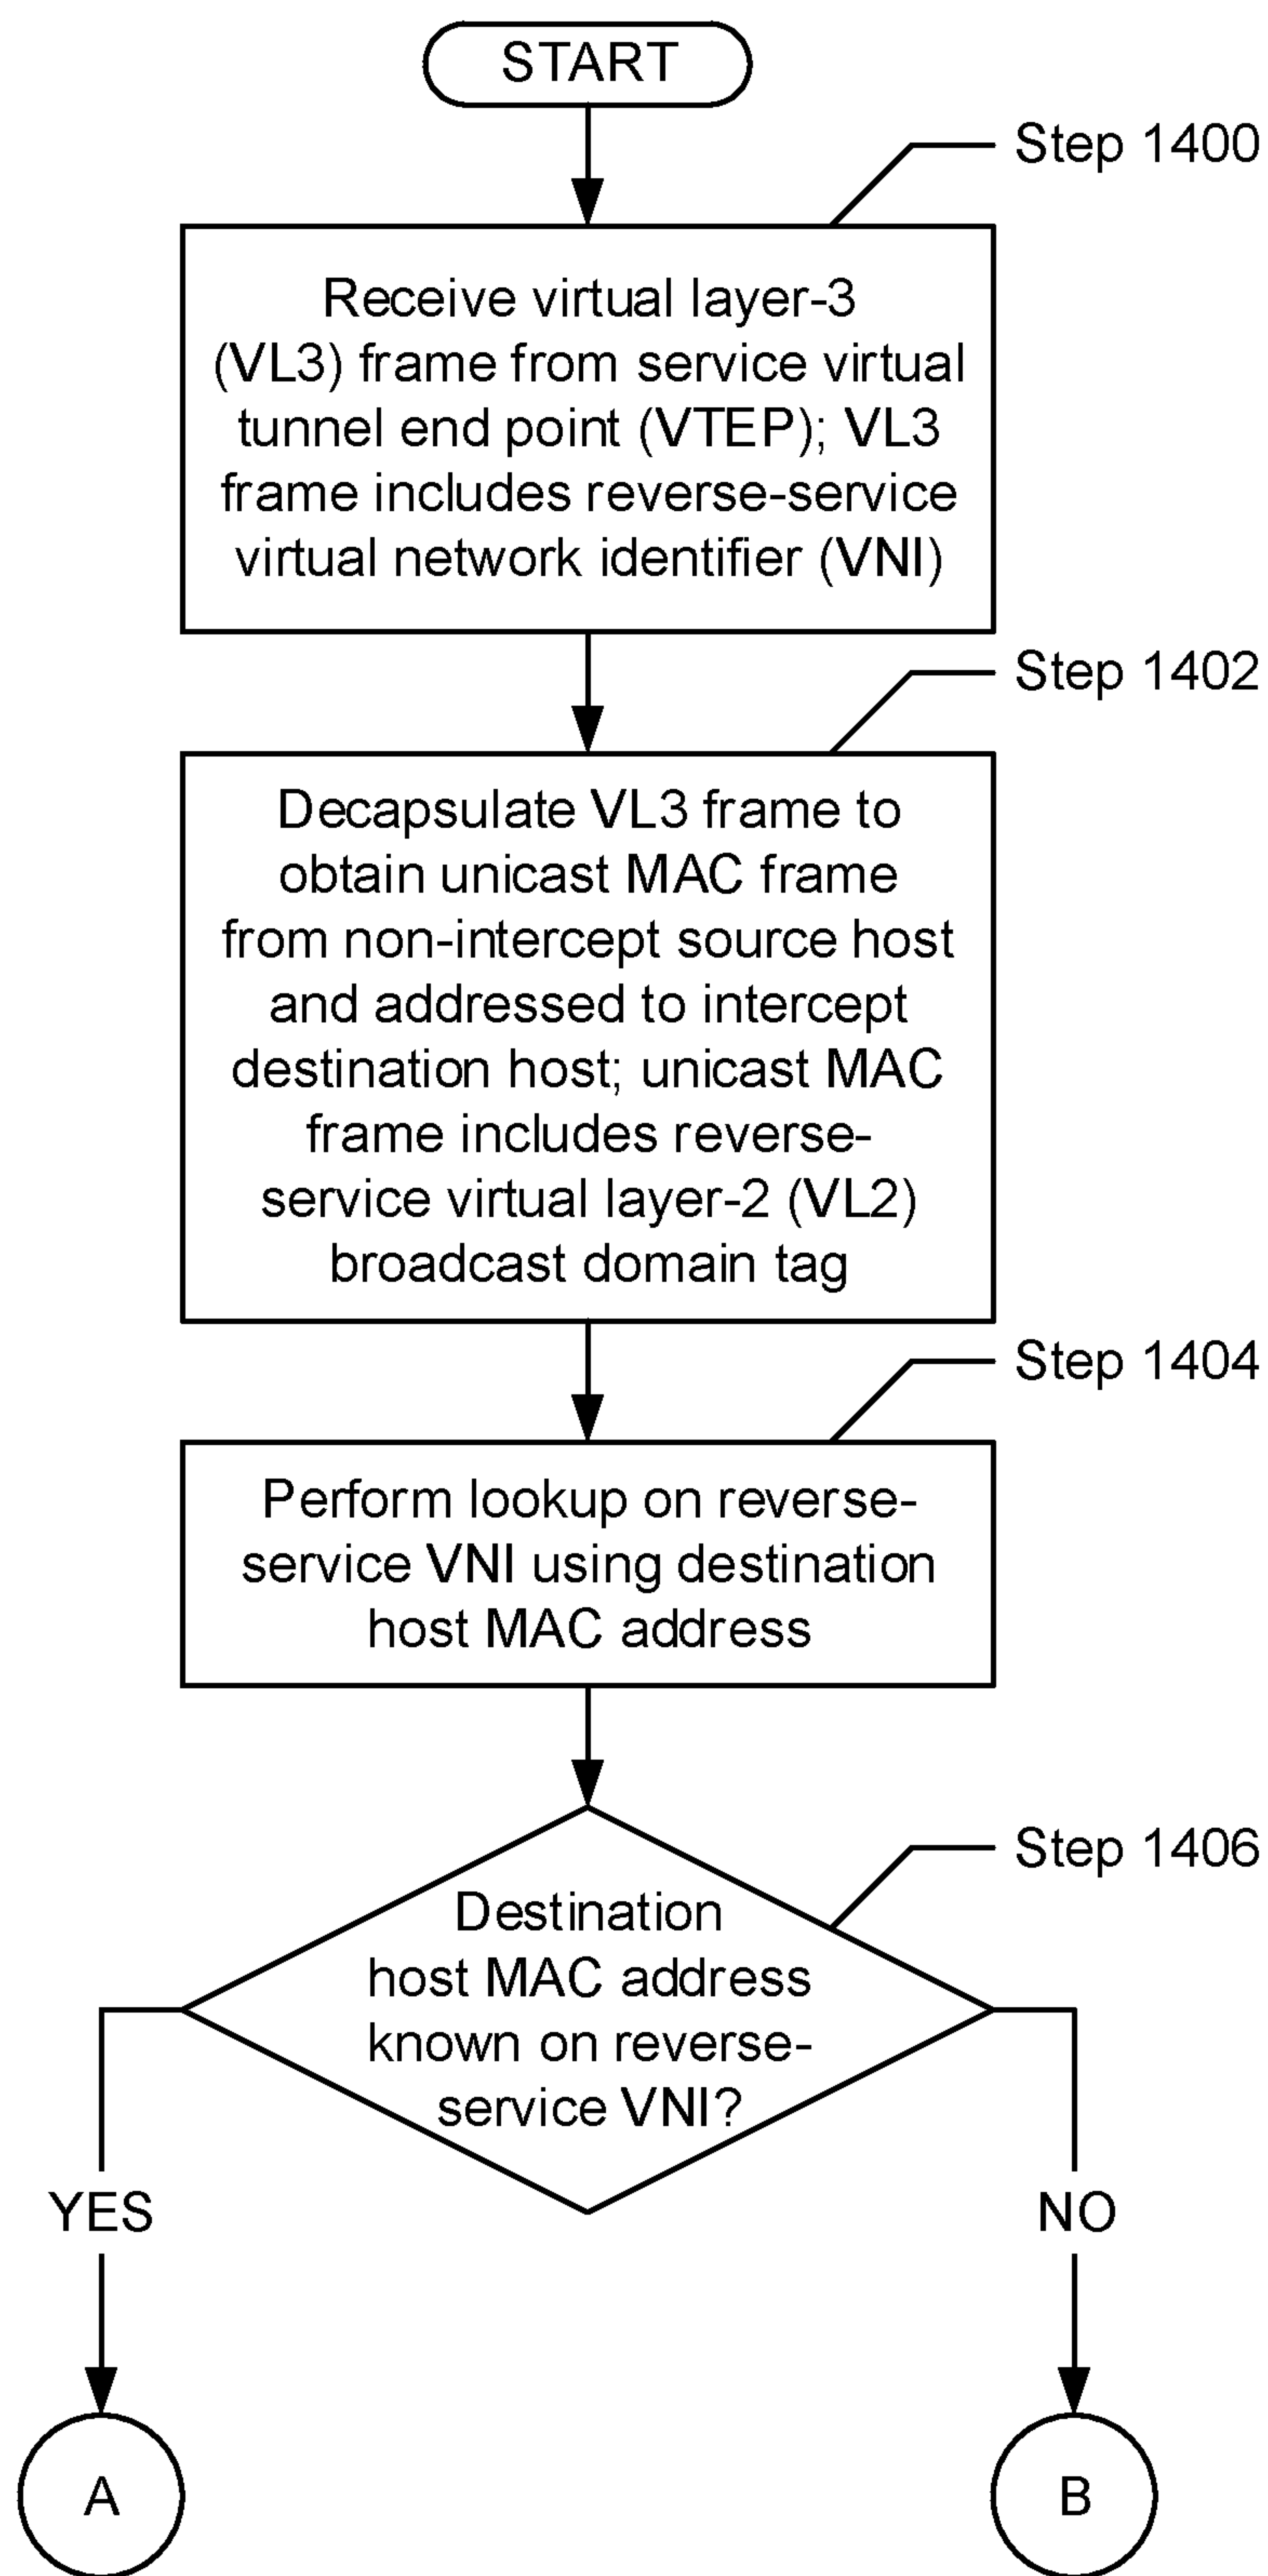 START
Step 1400
Receive virtual layer-3
(VL3) frame from service virtual
tunnel end point (VTEP); VL3
frame includes reverse-service
virtual network identifier (VNI)
Step 1402
Decapsulate VL3 frame to
obtain unicast MAC frame
from non-intercept source host
and addressed to intercept
destination host; unicast MAC
frame includes reverse-
service virtual layer-2 (VL2)
broadcast domain tag
Step 1404
Perform lookup on reverse-
service VNI using destination
host MAC address
Step 1406
Destination
host MAC address
known on reverse-
service VNI?
YES
NO
A
B